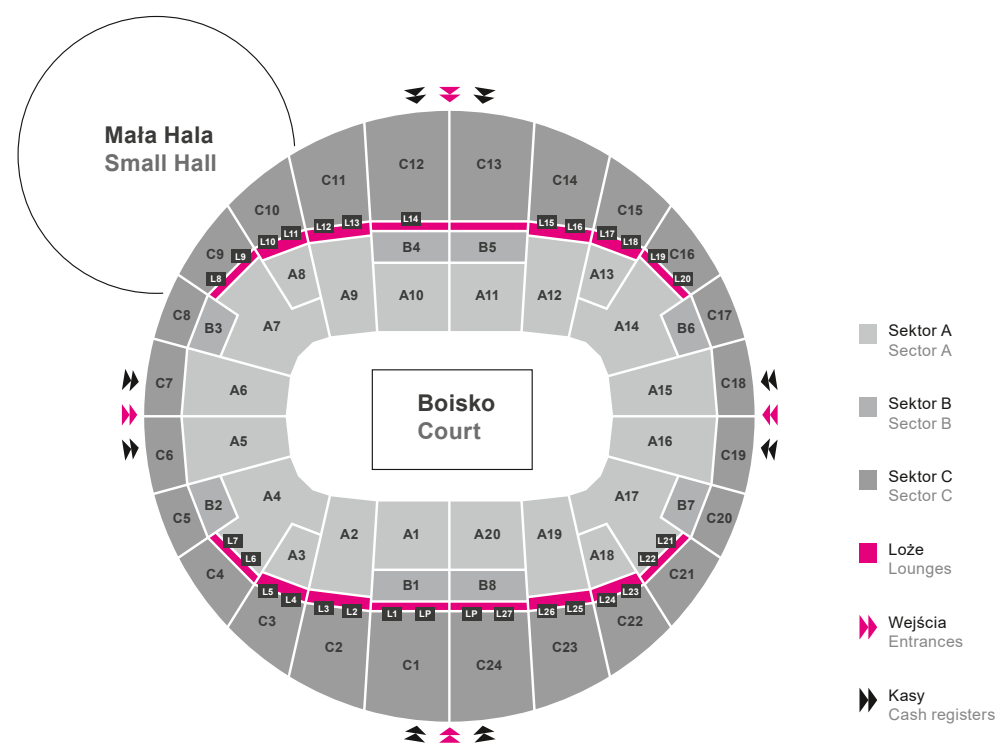 Mała Hala
Small Hall
C12
C13
C11
C14
C10
C15
C9
C16
L14
L12
L13
L15
L16
L10
L11
L17
L18
L9
L19
L8
L20
B4
B5
A8
A13
A9
A10
A11
A12
C8
B3
A7
A14
B6
C17
C7
A6
A15
C18
Boisko
Court
C6
A5
A16
C19
C5
B2
A4
A17
B7
C20
A2
A1
A20
A19
L7
L21
L6
A3
A18
L22
C4
C21
B1
B8
L5
L4
L24
L23
L3
L2
L1
LP
LP
L27
L26
L25
C3
C22
C2
C23
C1
C24
Sektor A
Sector A
Sektor B
Sector B
Sektor C
Sector C
Loże
Lounges
Wejścia
Entrances
Kasy
Cash registers